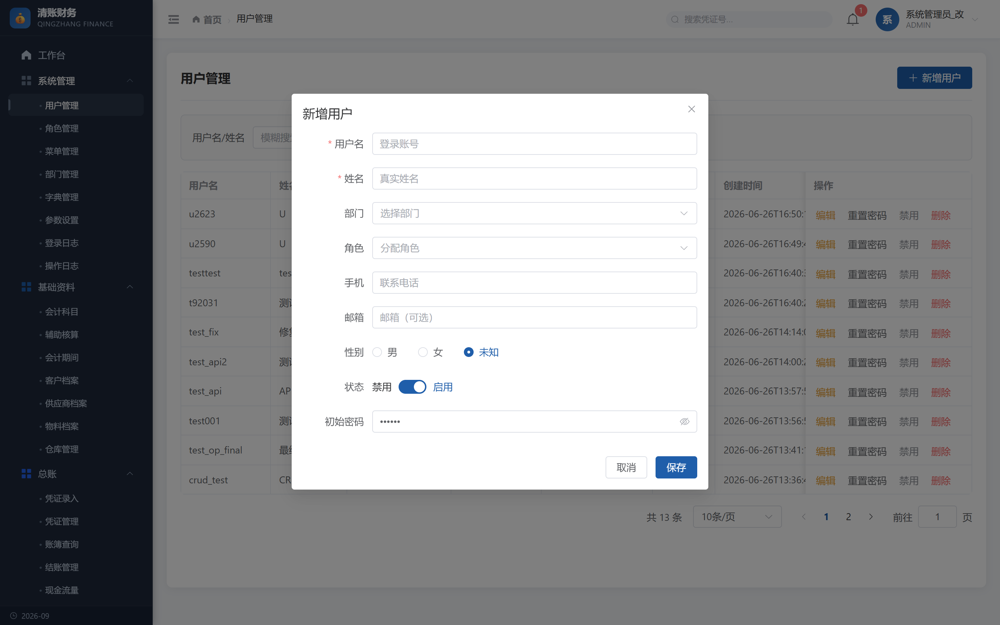 清账财务
QINGZHANG FINANCE
工作台
系统管理
用户管理
角色管理
菜单管理
部门管理
字典管理
参数设置
登录日志
操作日志
基础资料
会计科目
辅助核算
会计期间
客户档案
供应商档案
物料档案
仓库管理
总账
凭证录入
凭证管理
账簿查询
结账管理
现金流量
2026-09
首页 用户管理
搜索凭证号...
1
系
系统管理员_改
ADMIN
用户管理
新增用户
用户名/姓名 模糊搜
用户名 创建时间 操作
u2623 U 2026-06-26T16:50: 编辑 重置密码 禁用 删除
u2590 U 2026-06-26T16:49: 编辑 重置密码 禁用 删除
testtest tes 2026-06-26T16:40: 编辑 重置密码 禁用 删除
t92031 测 2026-06-26T16:40: 编辑 重置密码 禁用 删除
test_fix 修 2026-06-26T14:14: 编辑 重置密码 禁用 删除
test_api2 测 2026-06-26T14:00: 编辑 重置密码 禁用 删除
test_api AP 2026-06-26T13:57: 编辑 重置密码 禁用 删除
test001 测 2026-06-26T13:56: 编辑 重置密码 禁用 删除
test_op_final 最 2026-06-26T13:41: 编辑 重置密码 禁用 删除
crud_test CR 2026-06-26T13:36: 编辑 重置密码 禁用 删除
共 13 条 10条/页 1 2 前往 1 页
新增用户
* 用户名 登录账号
* 姓名 真实姓名
部门 选择部门
角色 分配角色
手机 联系电话
邮箱 邮箱（可选）
性别 男 女 未知
状态 禁用 启用
初始密码 ••••••
取消 保存